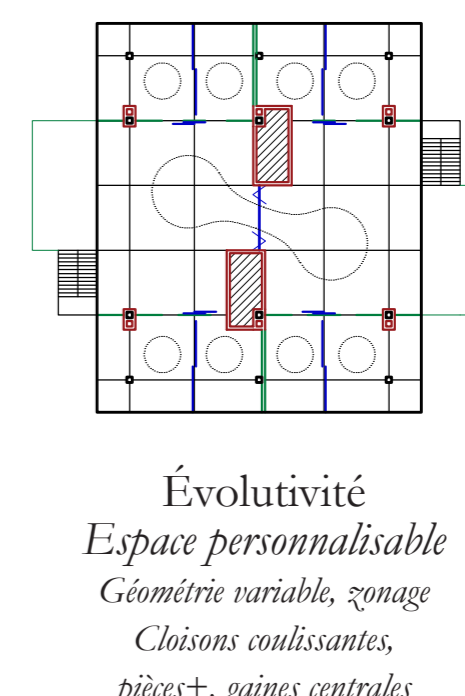 Évolutivité
Espace personnalisable
Géométrie variable, zonage
Cloisons coulissantes,
pièces+, gaines centrales